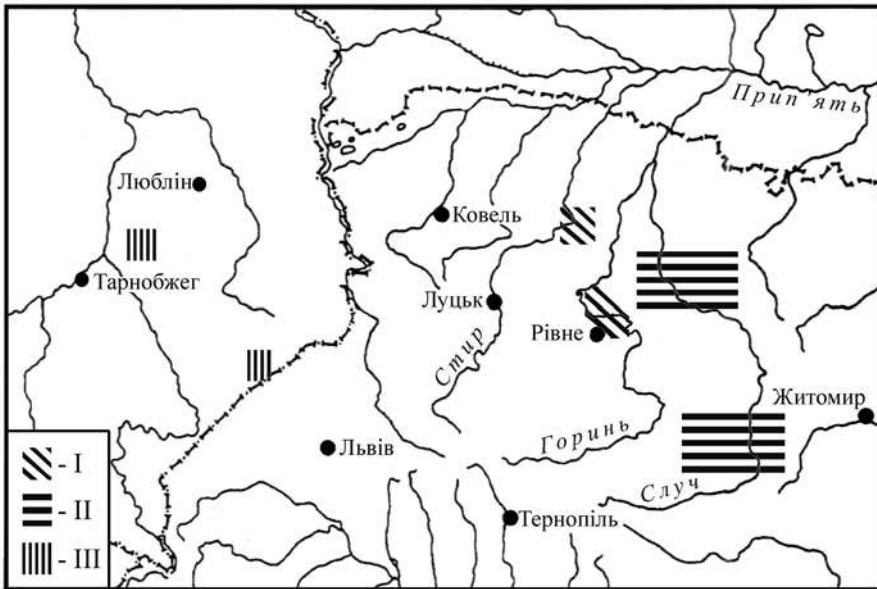 Прип'ять
Люблін
Ковель
Тарнобжег
Луцьк
Стир
Рівне
Житомир
Горинь
Львів
Случ
Тернопіль
- I
- II
- III